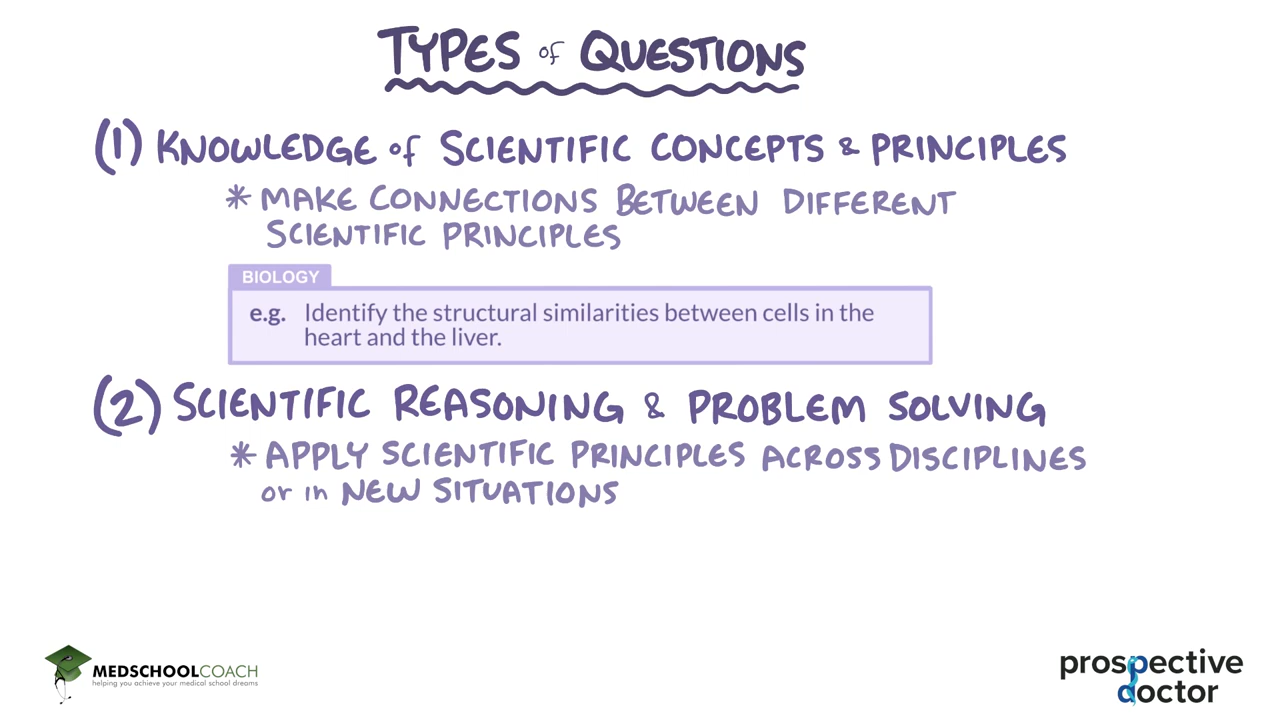 TYPES of QUESTIONS
(1) KNOWLEDGE of SCIENTIFIC CONCEPTS & PRINCIPLES
* MAKE CONNECTIONS BETWEEN DIFFERENT
SCIENTIFIC PRINCIPLES
BIOLOGY
e.g. Identify the structural similarities between cells in the
heart and the liver.
(2) SCIENTIFIC REASONING & PROBLEM SOLVING
* APPLY SCIENTIFIC PRINCIPLES ACROSS DISCIPLINES
or in NEW SITUATIONS
MEDSCHOOLCOACH
helping you achieve your medical school dreams
prospective
doctor